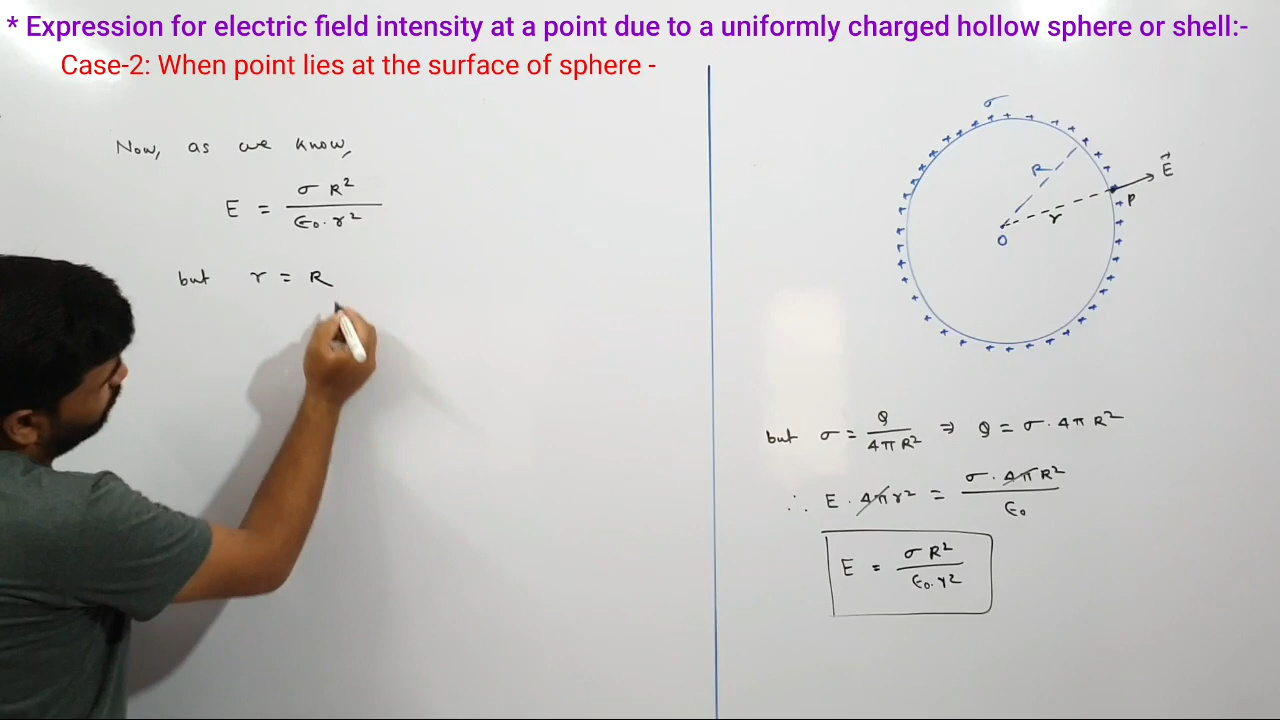 * Expression for electric field intensity at a point due to a uniformly charged hollow sphere or shell:-
Case-2: When point lies at the surface of sphere -
Now, as we know,
E = σ R² / ϵ₀. r²
but r = R
σ
R
r
O
P
E⃗
but σ = Q / 4π R² ⇒ Q = σ. 4π R²
∴ E. 4π r² = σ. 4π R² / ϵ₀
E = σ R² / ϵ₀. r²